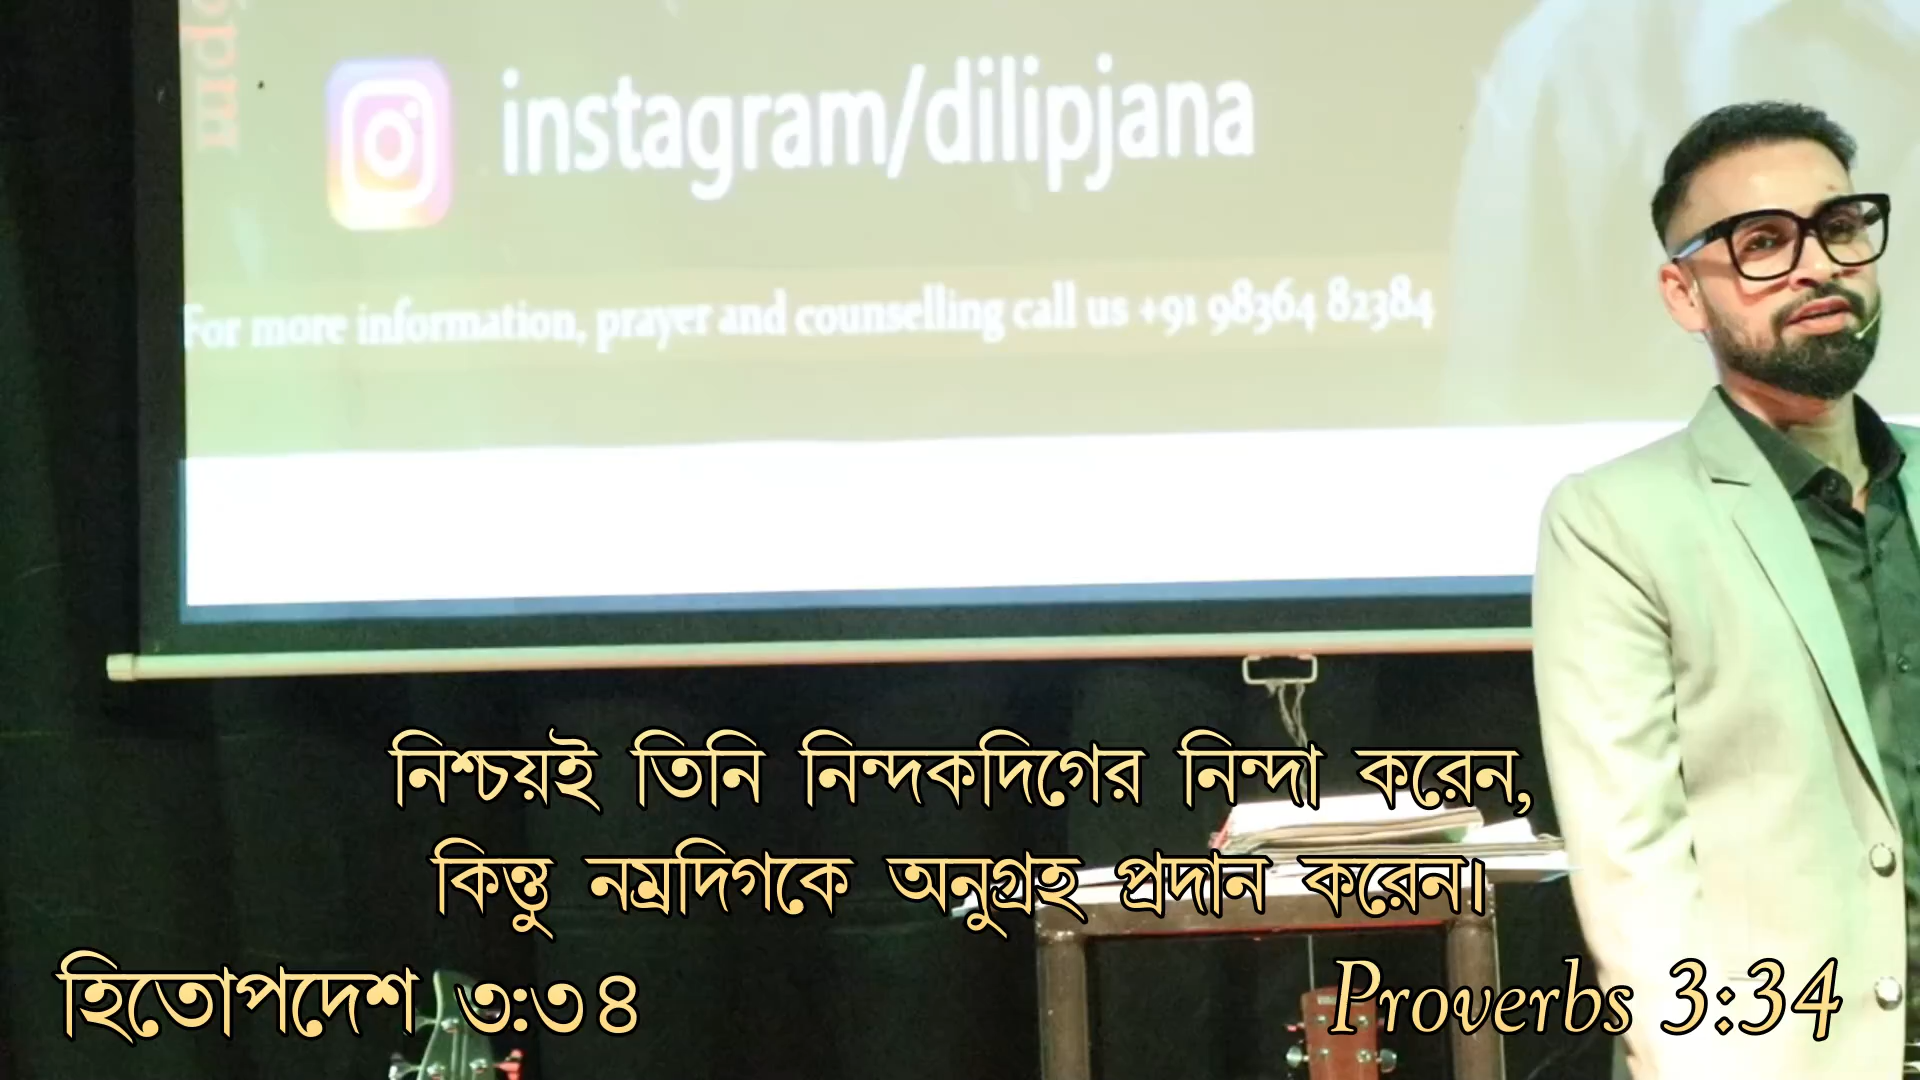 instagram/dilipjana
For more information, prayer and counselling call us +91 98364 82384
নিশ্চয়ই তিনি নিন্দকদিগের নিন্দা করেন,
কিন্তু নম্রদিগকে অনুগ্রহ প্রদান করেন।
হিতোপদেশ ৩:৩৪
Proverbs 3:34